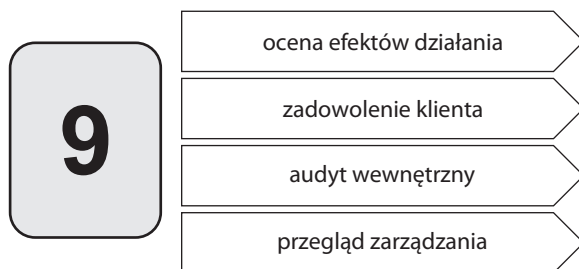 9
ocena efektów działania
zadowolenie klienta
audyt wewnętrzny
przegląd zarządzania